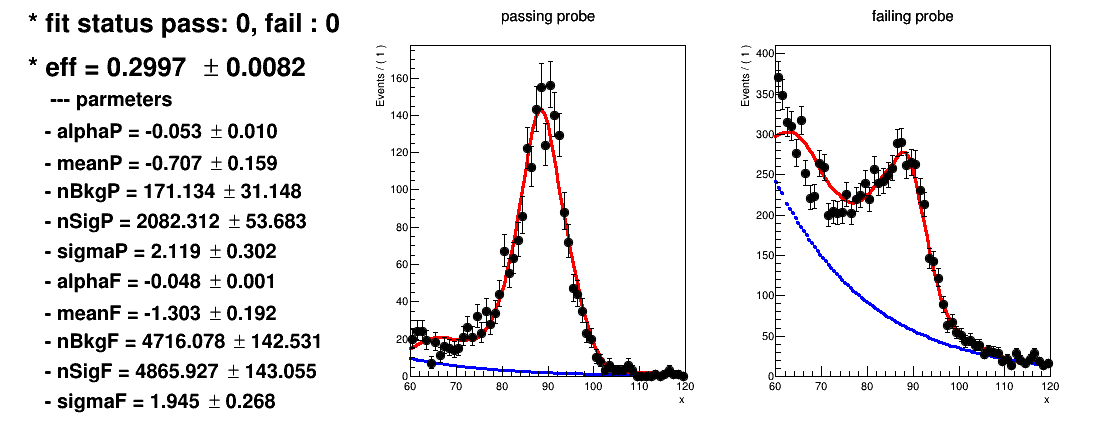 * fit status pass: 0, fail : 0
* eff = 0.2997 ± 0.0082
--- parmeters
- alphaP = -0.053 ± 0.010
- meanP = -0.707 ± 0.159
- nBkgP = 171.134 ± 31.148
- nSigP = 2082.312 ± 53.683
- sigmaP = 2.119 ± 0.302
- alphaF = -0.048 ± 0.001
- meanF = -1.303 ± 0.192
- nBkgF = 4716.078 ± 142.531
- nSigF = 4865.927 ± 143.055
- sigmaF = 1.945 ± 0.268
passing probe
Events / ( 1 )
160
140
120
100
80
60
40
20
0
60 70 80 90 100 110 120
x
failing probe
Events / ( 1 )
400
350
300
250
200
150
100
50
0
60 70 80 90 100 110 120
x